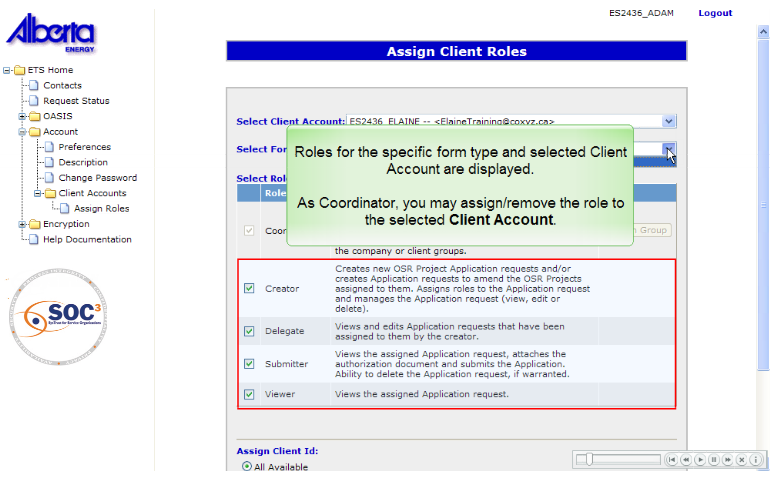 ES2436_ADAM Logout
Alberta
ENERGY
Assign Client Roles
ETS Home
Contacts
Request Status
OASIS
Account
Preferences
Description
Change Password
Client Accounts
Assign Roles
Encryption
Help Documentation
SOC3
SysTrust for Service Organizations
Select Client Account: ES2436_ELAINE -- <ElaineTraining@coxyz.ca>
Select For
Roles for the specific form type and selected Client
Account are displayed.
As Coordinator, you may assign/remove the role to
the selected Client Account.
Select Rol
Role
Coor
Group
the company or client groups.
Creator
Creates new OSR Project Application requests and/or
creates Application requests to amend the OSR Projects
assigned to them. Assigns roles to the Application request
and manages the Application request (view, edit or
delete).
Delegate
Views and edits Application requests that have been
assigned to them by the creator.
Submitter
Views the assigned Application request, attaches the
authorization document and submits the Application.
Ability to delete the Application request, if warranted.
Viewer Views the assigned Application request.
Assign Client Id:
All Available